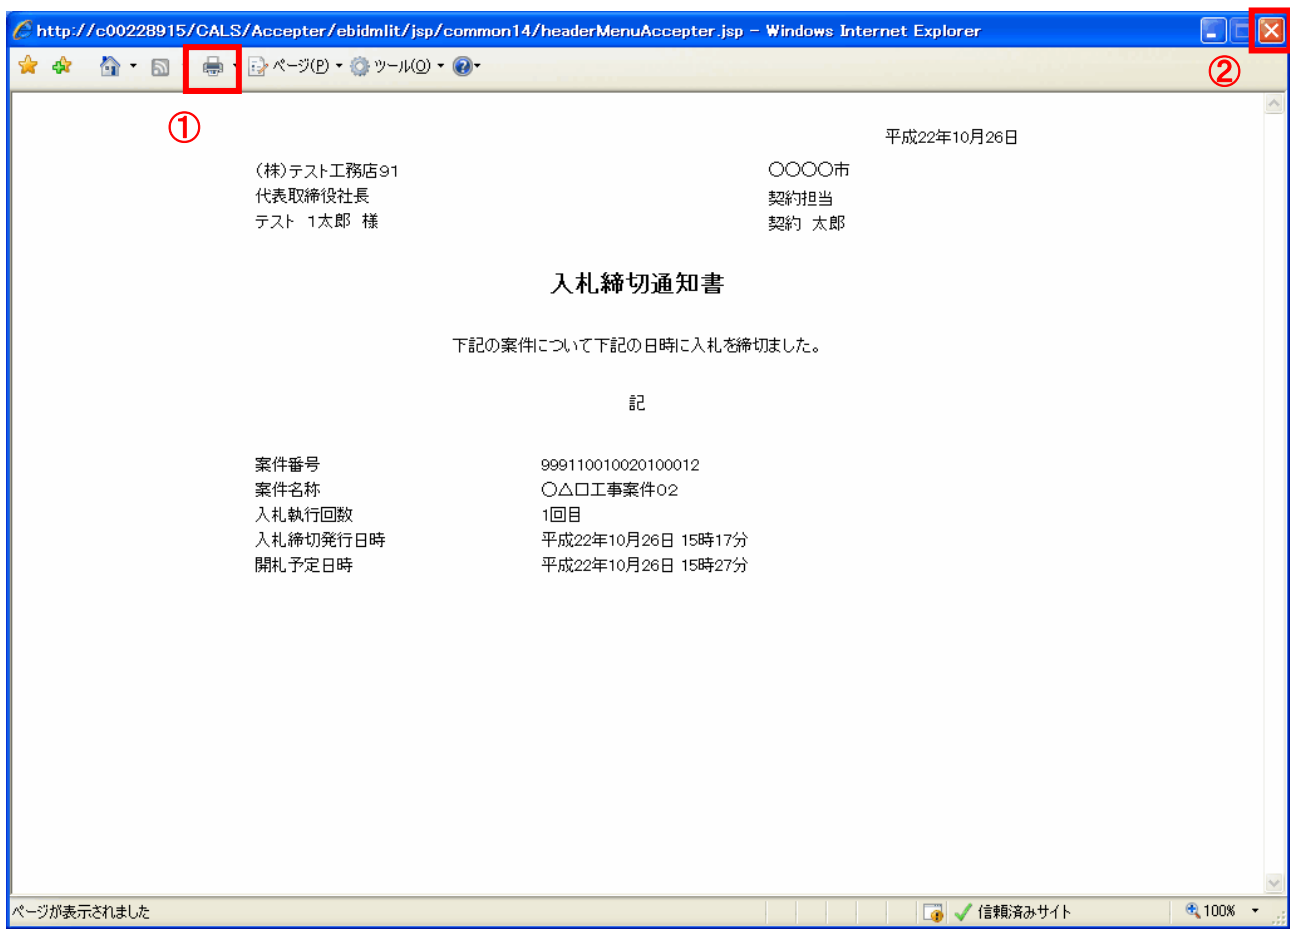 http://c00228915/CALS/Accepter/ebidmlit/jsp/common14/headerMenuAccepter.jsp - Windows Internet Explorer
ページ(P) ツール(O)
②
①
平成22年10月26日
(株)テスト工務店91
〇〇〇〇市
代表取締役社長
契約担当
テスト 1太郎 様
契約 太郎
入札締切通知書
下記の案件について下記の日時に入札を締切ました。
記
案件番号 999110010020100012
案件名称 〇△口工事案件02
入札執行回数 1回目
入札締切発行日時 平成22年10月26日 15時17分
開札予定日時 平成22年10月26日 15時27分
ページが表示されました 信頼済みサイト 100%